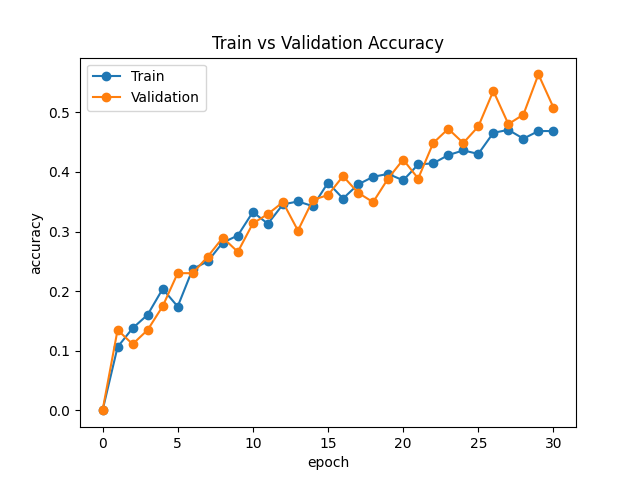 Train vs Validation Accuracy
Train
Validation
0.5
0.4
0.3
0.2
0.1
0.0
accuracy
0 5 10 15 20 25 30
epoch